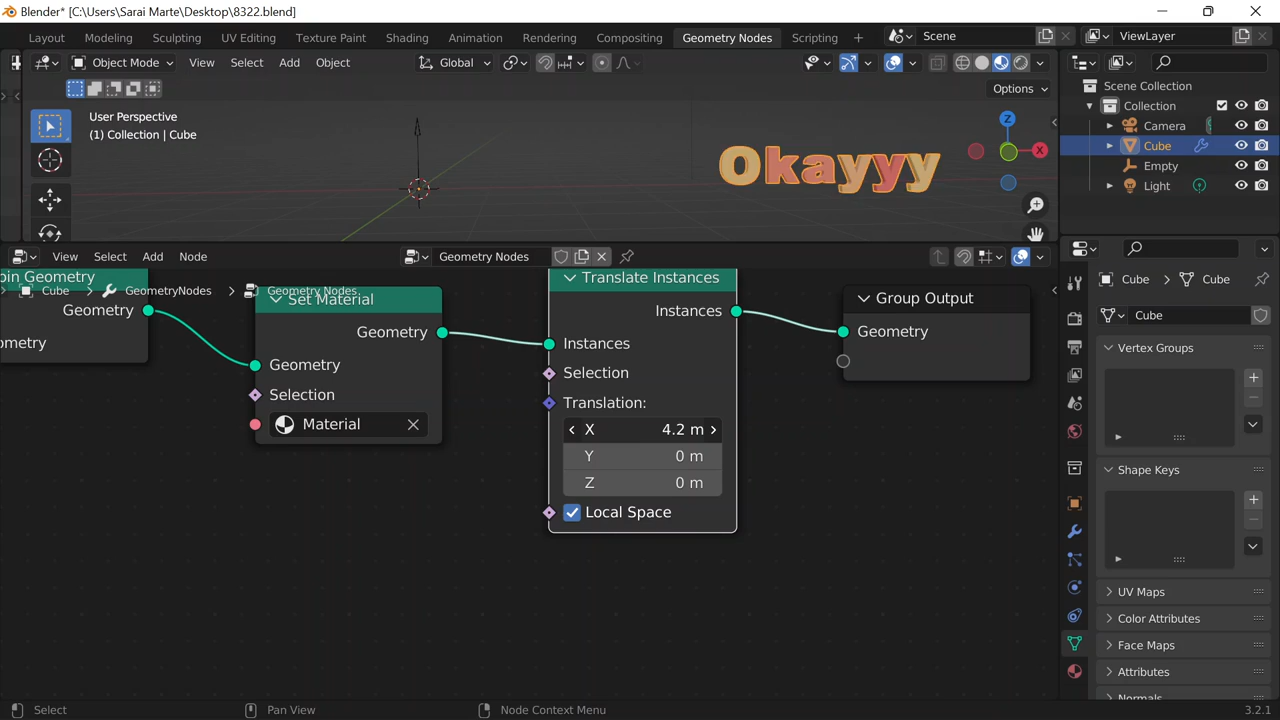 Blender* [C:\Users\Sarai Marte\Desktop\8322.blend]
Layout Modeling Sculpting UV Editing Texture Paint Shading Animation Rendering Compositing Geometry Nodes Scripting + Scene ViewLayer
Object Mode View Select Add Object Global
Options
User Perspective
(1) Collection | Cube
Okayyy
Z
X
Scene Collection
Collection
Camera
Cube
Empty
Light
View Select Add Node Geometry Nodes
Cube GeometryNodes Geometry Nodes
oin Geometry
Geometry
ometry
Set Material
Geometry
Geometry
Selection
Material
Translate Instances
Instances
Instances
Selection
Translation:
X 4.2 m
Y 0 m
Z 0 m
Local Space
Group Output
Geometry
Cube Cube
Cube
Vertex Groups
Shape Keys
UV Maps
Color Attributes
Face Maps
Attributes
Normals
Select Pan View Node Context Menu 3.2.1